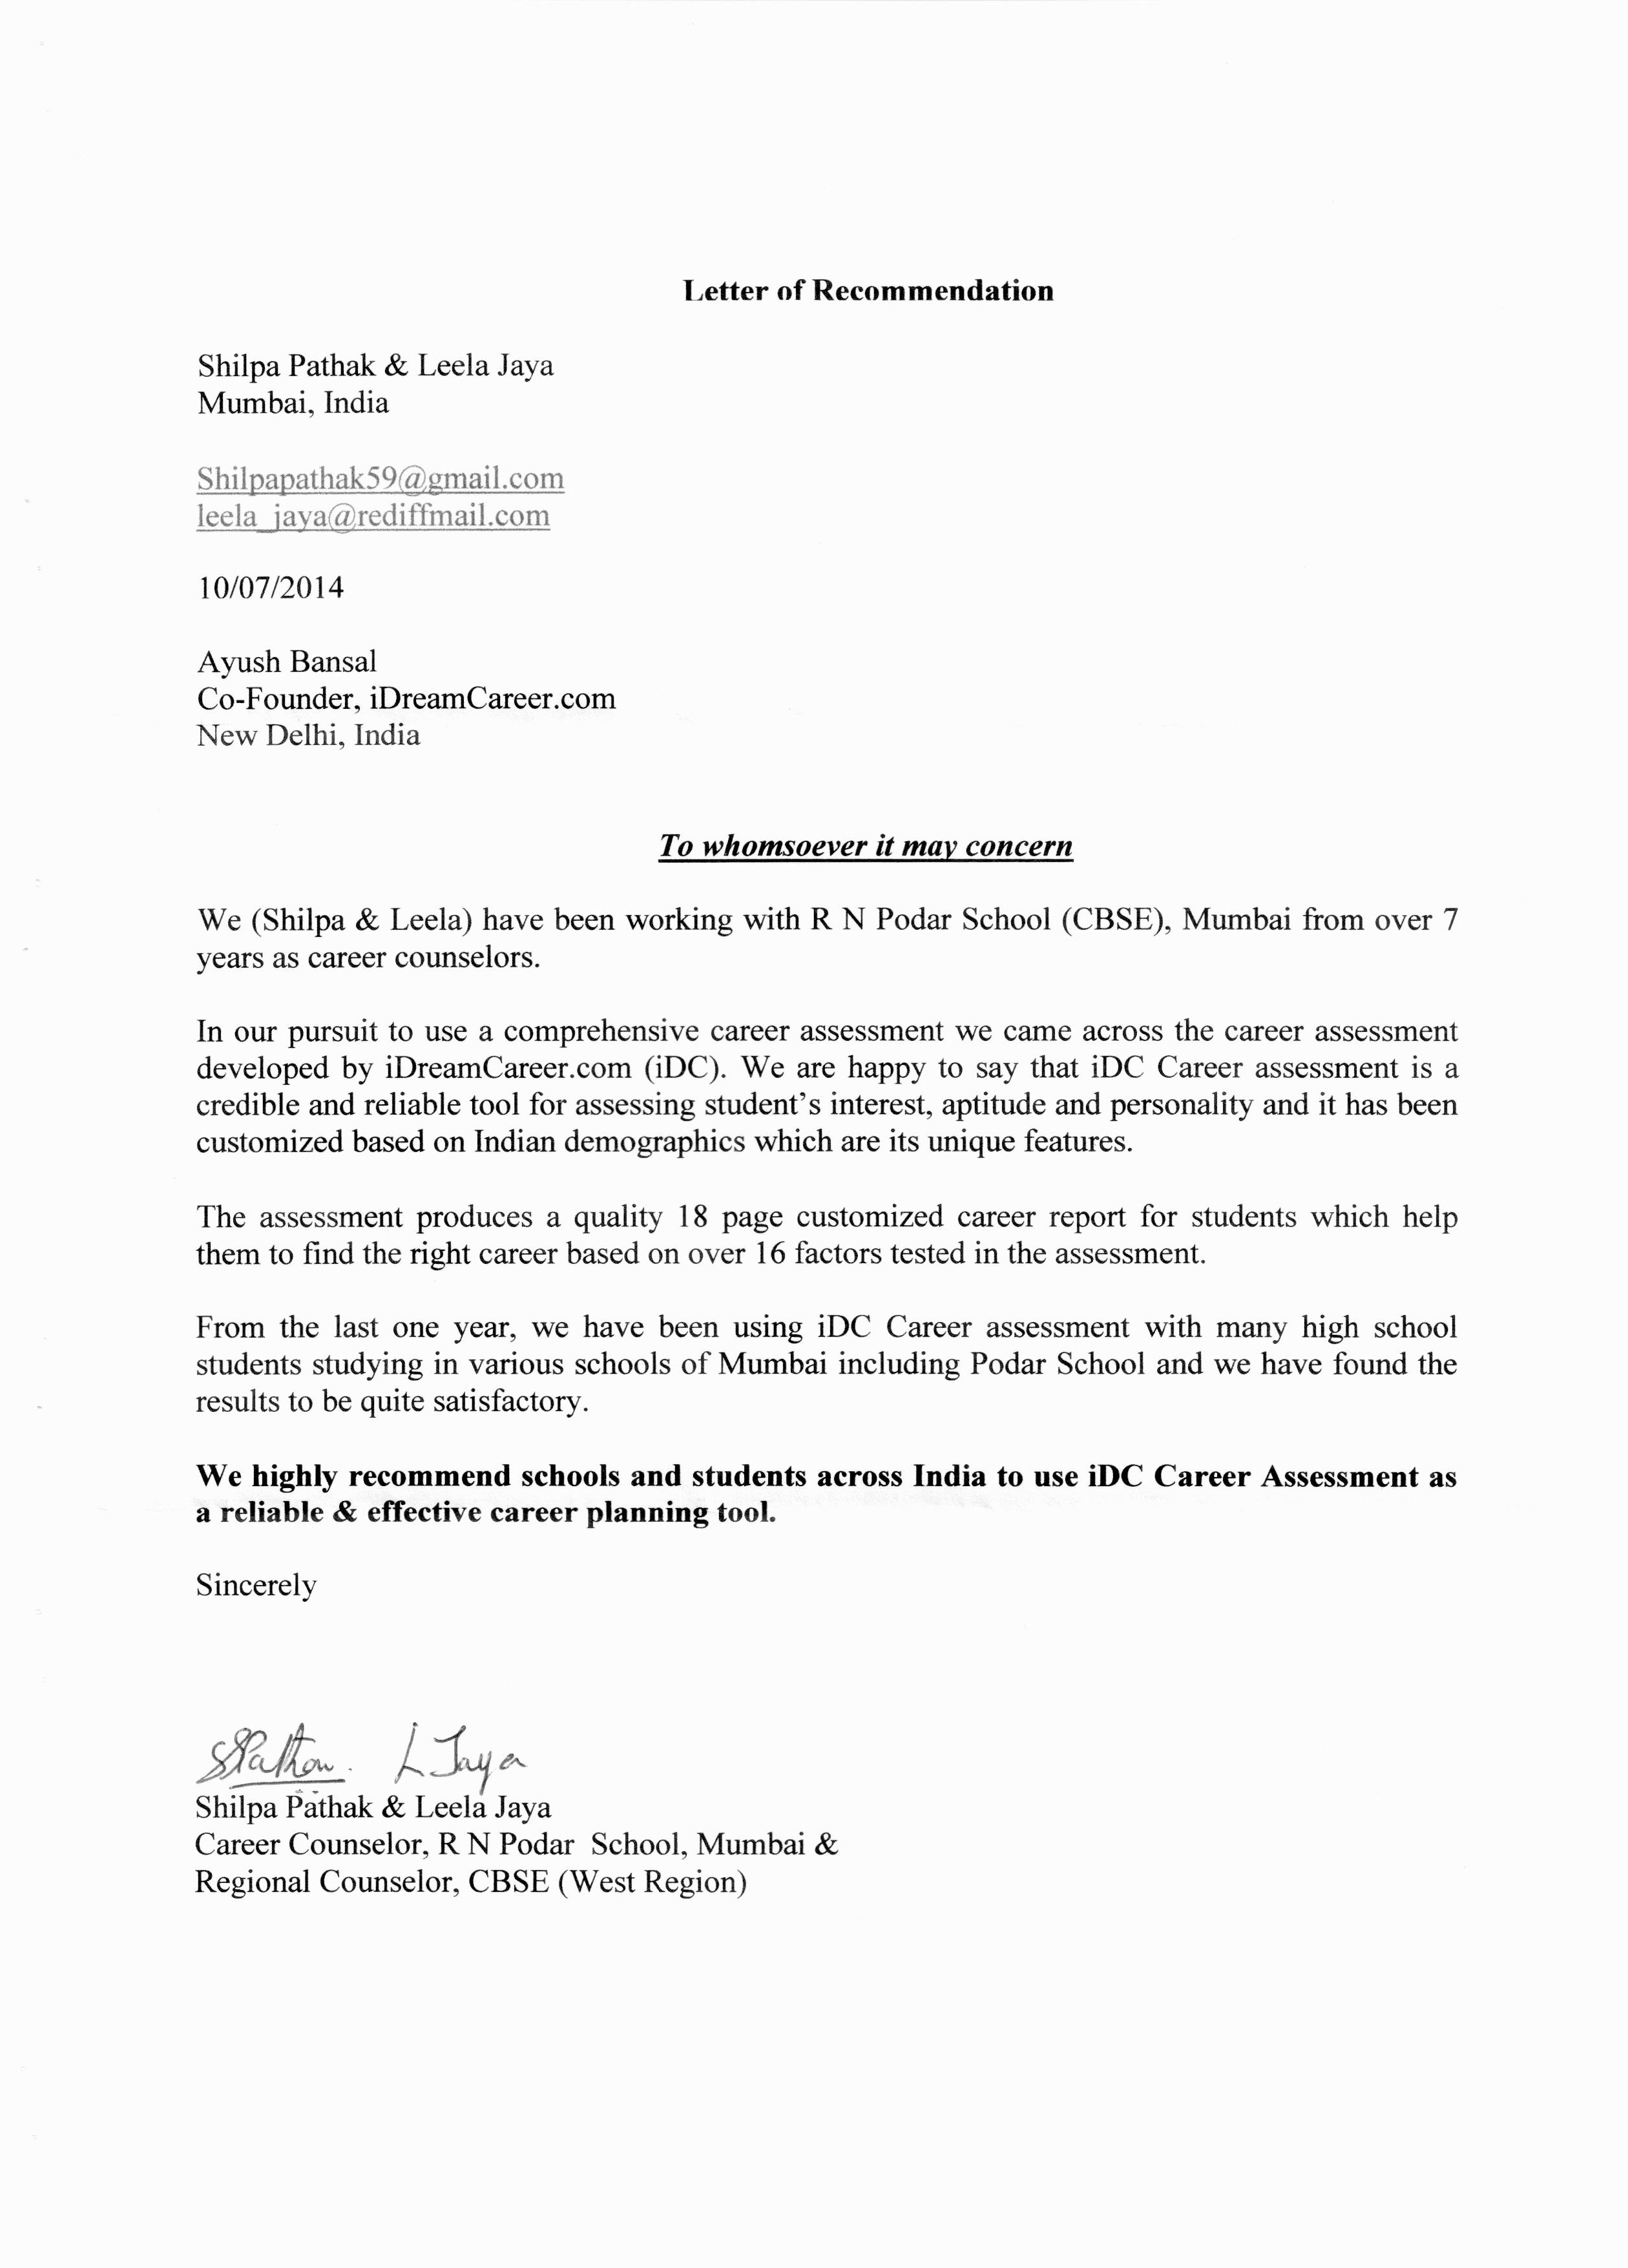 Letter of Recommendation
Shilpa Pathak & Leela Jaya
Mumbai, India
Shilpapathak59@gmail.com
leela_jaya@rediffmail.com
10/07/2014
Ayush Bansal
Co-Founder, iDreamCareer.com
New Delhi, India
To whomsoever it may concern
We (Shilpa & Leela) have been working with R N Podar School (CBSE), Mumbai from over 7
years as career counselors.
In our pursuit to use a comprehensive career assessment we came across the career assessment
developed by iDreamCareer.com (iDC). We are happy to say that iDC Career assessment is a
credible and reliable tool for assessing student’s interest, aptitude and personality and it has been
customized based on Indian demographics which are its unique features.
The assessment produces a quality 18 page customized career report for students which help
them to find the right career based on over 16 factors tested in the assessment.
From the last one year, we have been using iDC Career assessment with many high school
students studying in various schools of Mumbai including Podar School and we have found the
results to be quite satisfactory.
We highly recommend schools and students across India to use iDC Career Assessment as
a reliable & effective career planning tool.
Sincerely
L Jaya
Shilpa Pathak & Leela Jaya
Career Counselor, R N Podar School, Mumbai &
Regional Counselor, CBSE (West Region)